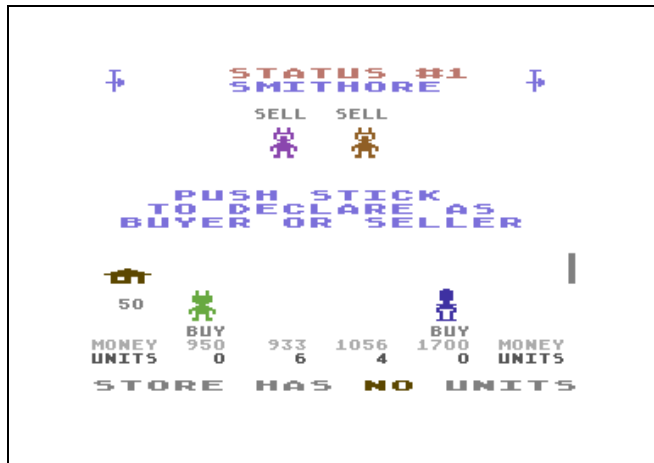 STATUS #1
SMITHORE
SELL SELL
PUSH STICK
TO DECLARE AS
BUYER OR SELLER
50
BUY BUY
MONEY 950 933 1056 1700 MONEY
UNITS 0 6 4 0 UNITS
STORE HAS NO UNITS